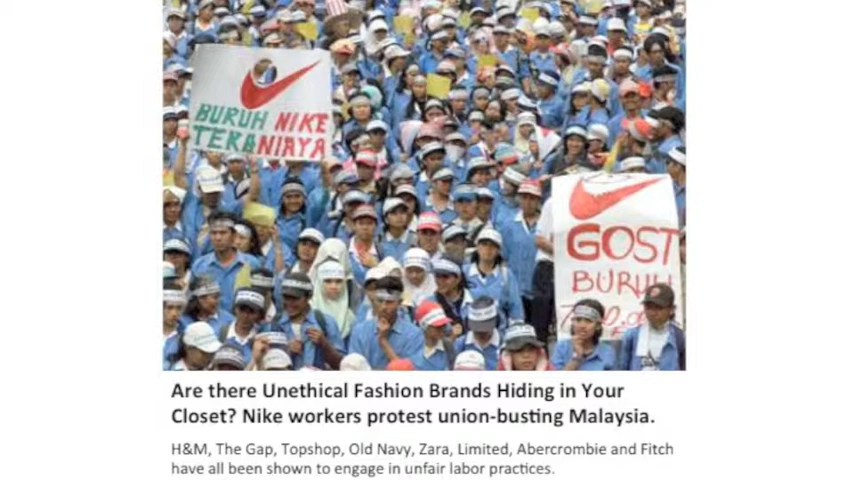 BURUH NIKE
TERANIAYA
GOST
BURUH
Are there Unethical Fashion Brands Hiding in Your
Closet? Nike workers protest union-busting Malaysia.
H&M, The Gap, Topshop, Old Navy, Zara, Limited, Abercrombie and Fitch
have all been shown to engage in unfair labor practices.